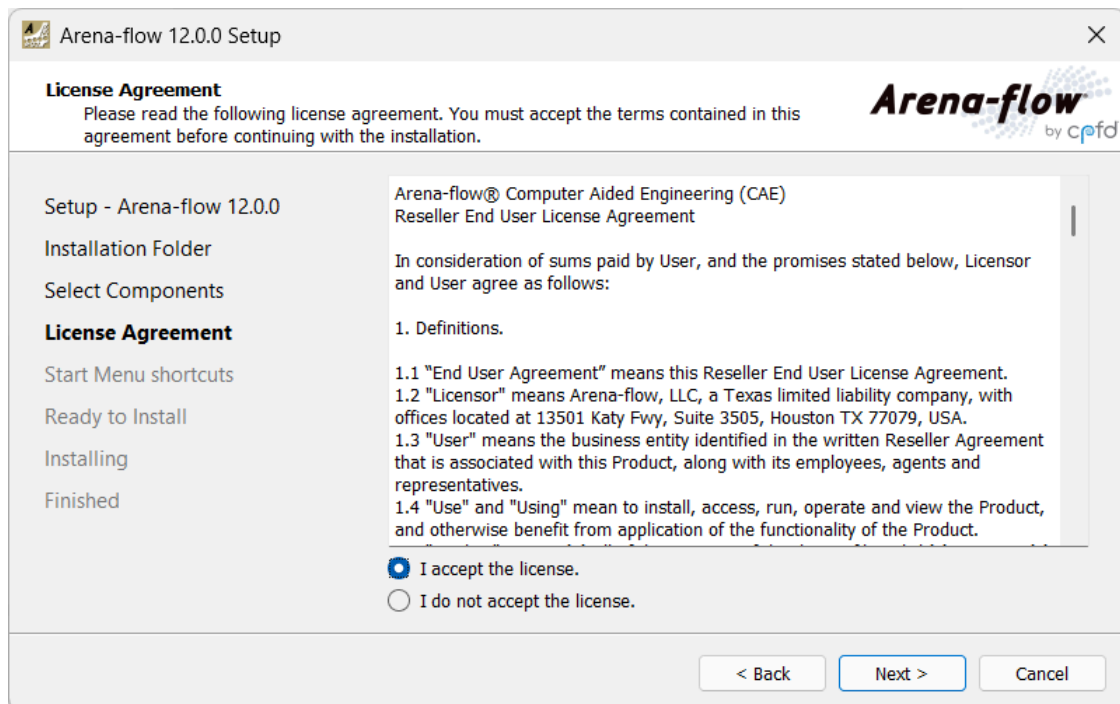 Arena-flow 12.0.0 Setup
License Agreement
Please read the following license agreement. You must accept the terms contained in this
agreement before continuing with the installation.
Arena-flow
by cpfd
Setup - Arena-flow 12.0.0
Installation Folder
Select Components
License Agreement
Start Menu shortcuts
Ready to Install
Installing
Finished
Arena-flow® Computer Aided Engineering (CAE)
Reseller End User License Agreement
In consideration of sums paid by User, and the promises stated below, Licensor
and User agree as follows:
1. Definitions.
1.1 “End User Agreement” means this Reseller End User License Agreement.
1.2 "Licensor" means Arena-flow, LLC, a Texas limited liability company, with
offices located at 13501 Katy Fwy, Suite 3505, Houston TX 77079, USA.
1.3 "User" means the business entity identified in the written Reseller Agreement
that is associated with this Product, along with its employees, agents and
representatives.
1.4 "Use" and "Using" mean to install, access, run, operate and view the Product,
and otherwise benefit from application of the functionality of the Product.
I accept the license.
I do not accept the license.
< Back
Next >
Cancel